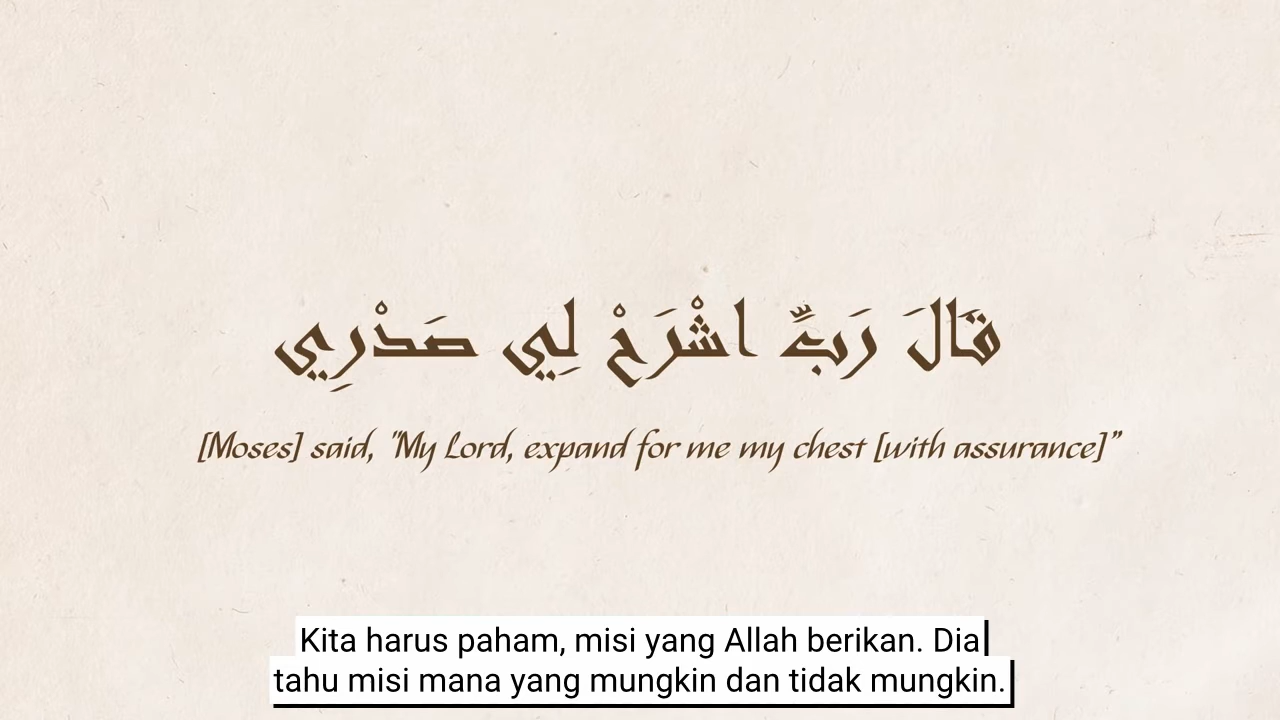 قَالَ رَبِّ اشْرَحْ لِي صَدْرِي
[Moses] said, "My Lord, expand for me my chest [with assurance]"
Kita harus paham, misi yang Allah berikan. Dia
tahu misi mana yang mungkin dan tidak mungkin.